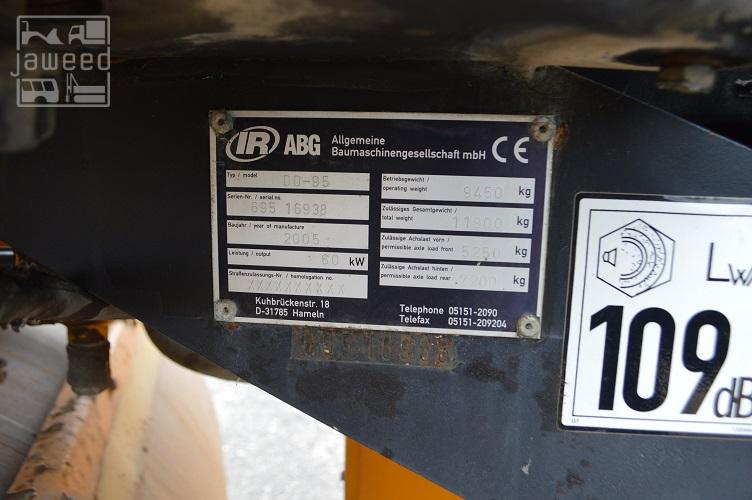 jaweed
IR ABG Allgemeine
Baumaschinengesellschaft mbH CE
Typ / model DD-95
Serien-Nr. / serial no.
695 16938
Baujahr / year of manufacture
2005
Leistung / output 60 kW
Straßenzulassungs-Nr. / homologation no.
XXXXXXXXXX
Betriebsgewicht /
operating weight 9450 kg
Zulässiges Gesamtgewicht /
total weight 11900 kg
Zulässige Achslast vorn /
permissible axle load front 5250 kg
Zulässige Achslast hinten /
permissible axle load rear kg
Kuhbrückenstr. 18
D-31785 Hameln
Telephone 05151-2090
Telefax 05151-209204
LWA
109 dB